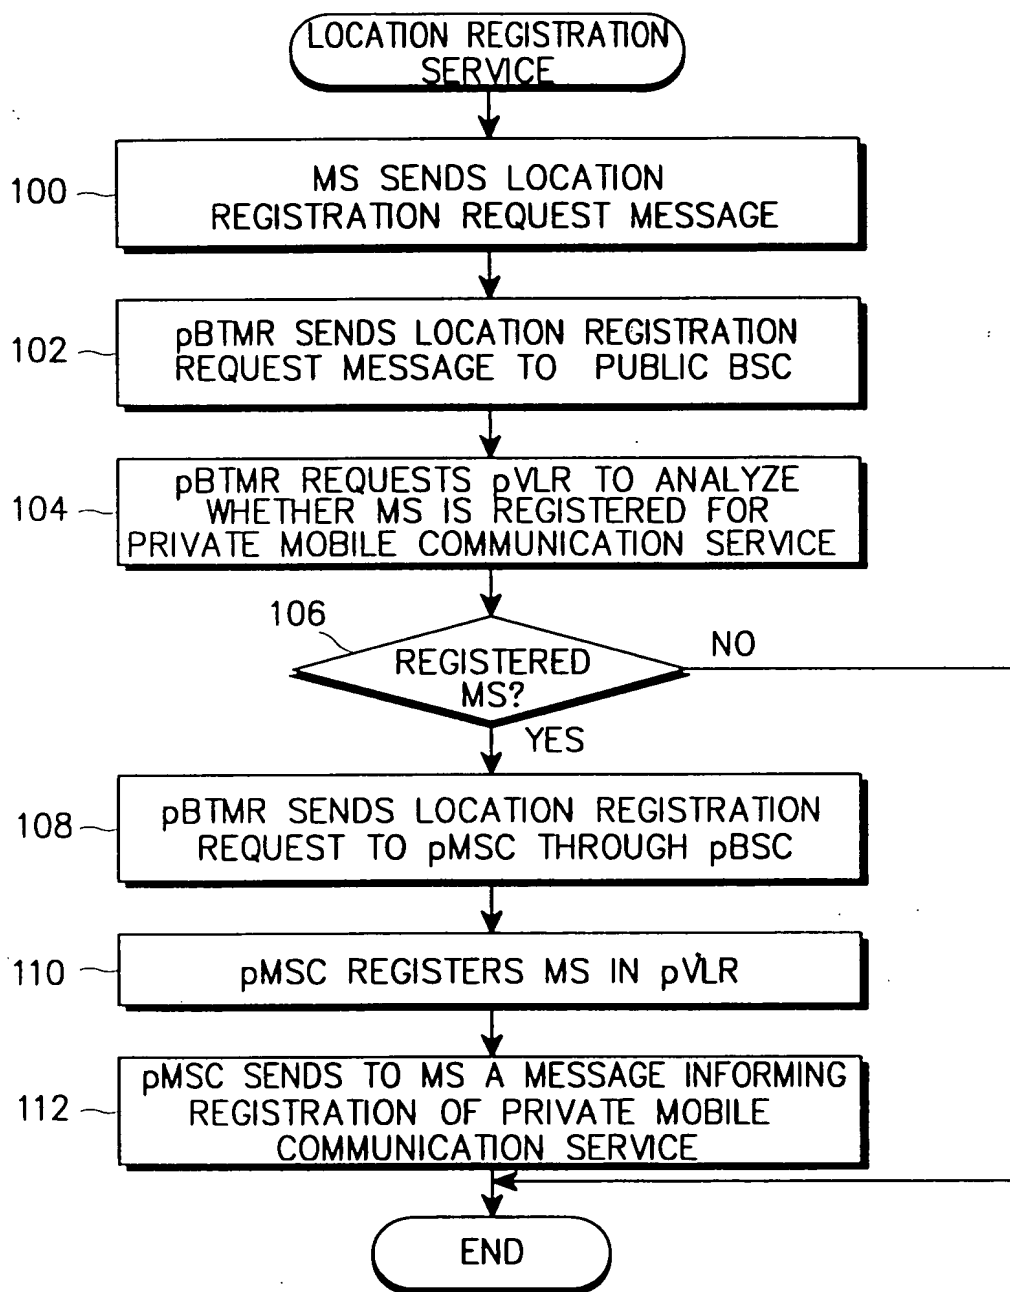 LOCATION REGISTRATION
SERVICE
100
MS SENDS LOCATION
REGISTRATION REQUEST MESSAGE
102
pBTMR SENDS LOCATION REGISTRATION
REQUEST MESSAGE TO PUBLIC BSC
104
pBTMR REQUESTS pVLR TO ANALYZE
WHETHER MS IS REGISTERED FOR
PRIVATE MOBILE COMMUNICATION SERVICE
106
REGISTERED
MS?
NO
YES
108
pBTMR SENDS LOCATION REGISTRATION
REQUEST TO pMSC THROUGH pBSC
110
pMSC REGISTERS MS IN pVLR
112
pMSC SENDS TO MS A MESSAGE INFORMING
REGISTRATION OF PRIVATE MOBILE
COMMUNICATION SERVICE
END